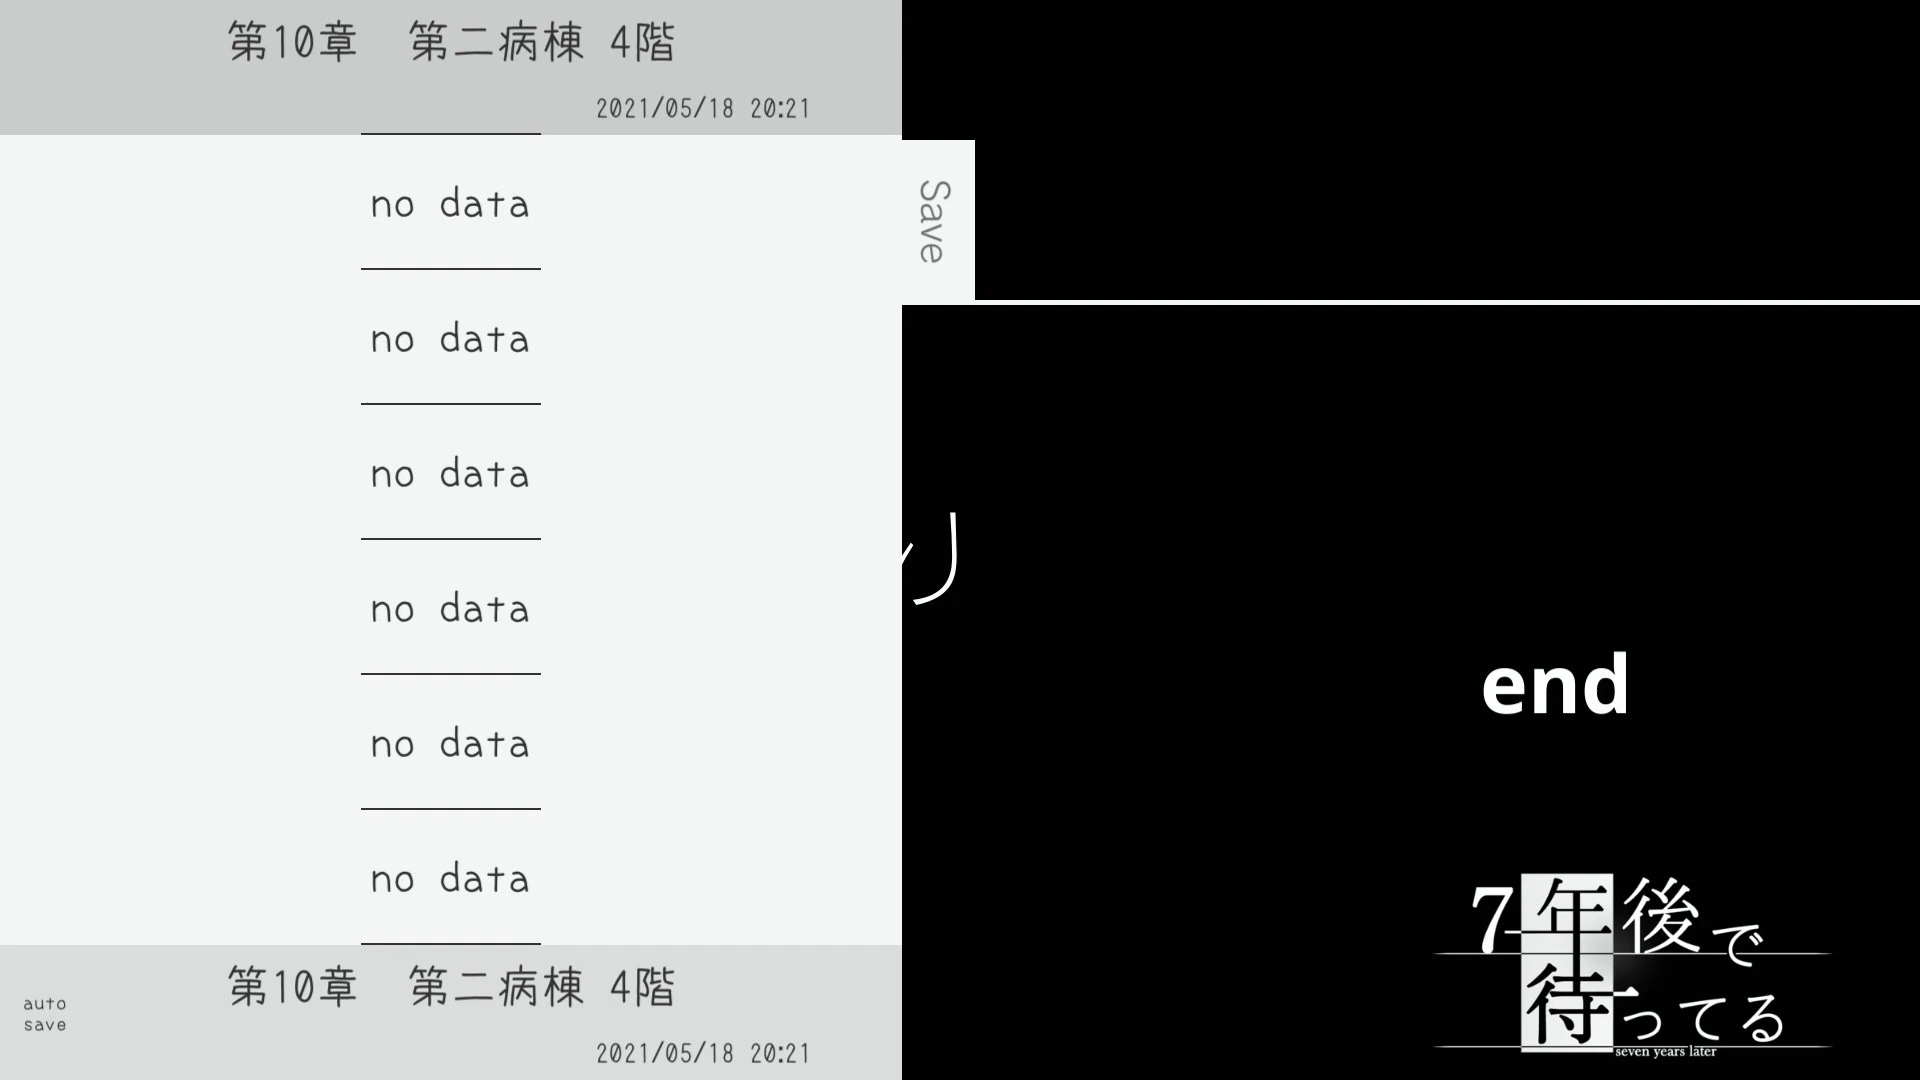 第10章 第二病棟 4階
2021/05/18 20:21
no data
no data
no data
no data
no data
no data
auto
save
第10章 第二病棟 4階
2021/05/18 20:21
Save
end
7年後で
待ってる
seven years later